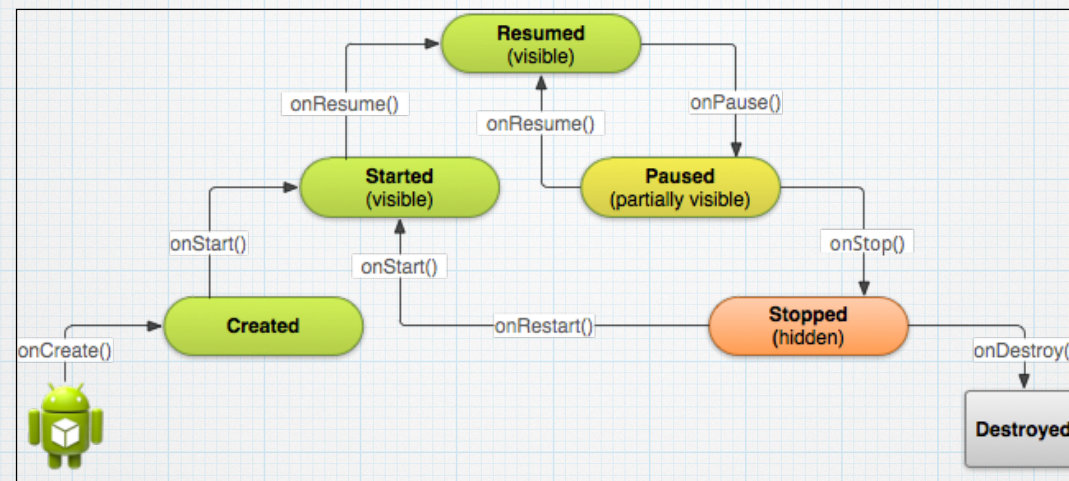 Resumed
(visible)
onResume()
onPause()
onResume()
Started
(visible)
Paused
(partially visible)
onStart()
onStop()
onStart()
Created
onRestart()
Stopped
(hidden)
onCreate()
onDestroy(
Destroyed